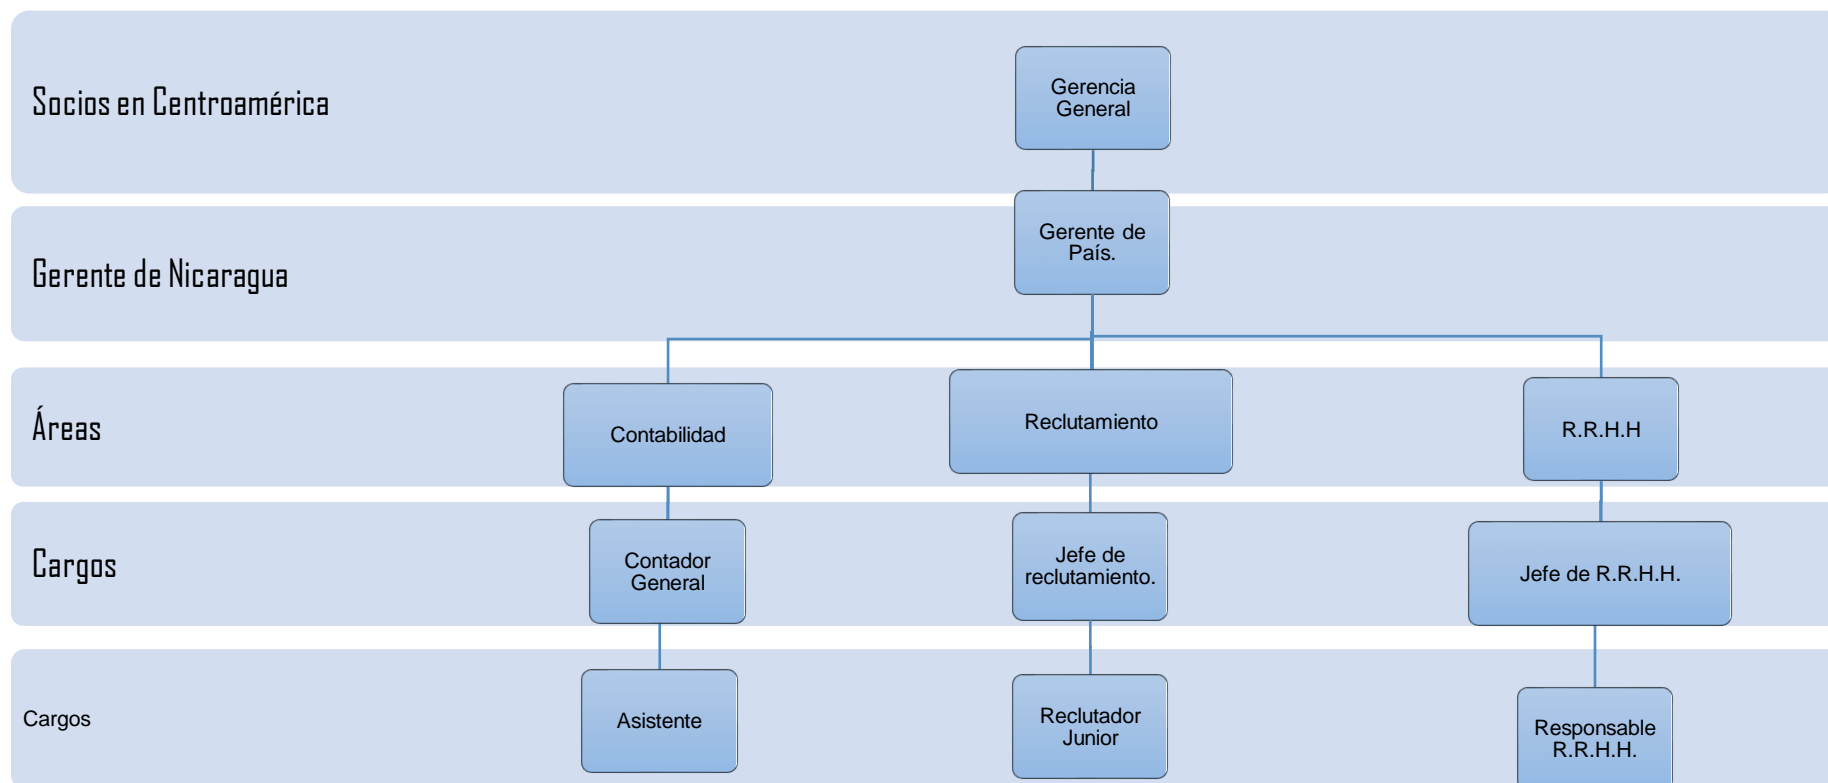 Socios en Centroamérica
Gerencia
General
Gerente de Nicaragua
Gerente de
País.
Áreas
Contabilidad
Reclutamiento
R.R.H.H
Cargos
Contador
General
Jefe de
reclutamiento.
Jefe de R.R.H.H.
Cargos
Asistente
Reclutador
Junior
Responsable
R.R.H.H.